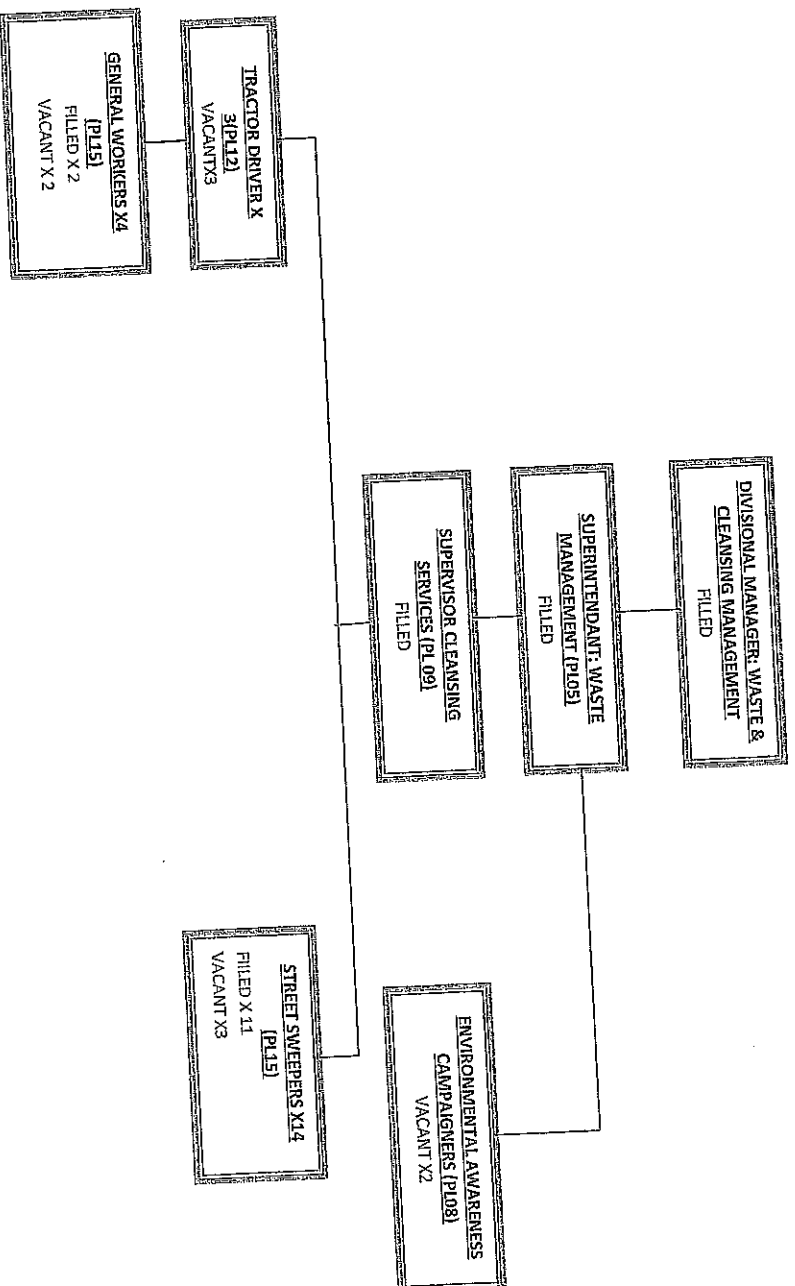 DIVISIONAL MANAGER: WASTE &
CLEANSING MANAGEMENT
FILLED
SUPERINTENDANT: WASTE
MANAGEMENT (PL05)
FILLED
SUPERVISOR CLEANSING
SERVICES (PL09)
FILLED
ENVIRONMENTAL AWARENESS
CAMPAIGNERS (PL08)
VACANT X2
TRACTOR DRIVER X
3(PL12)
VACANTX3
STREET SWEEPERS X14
(PL15)
FILLED X 11
VACANT X3
GENERAL WORKERS X4
(PL15)
FILLED X 2
VACANT X 2